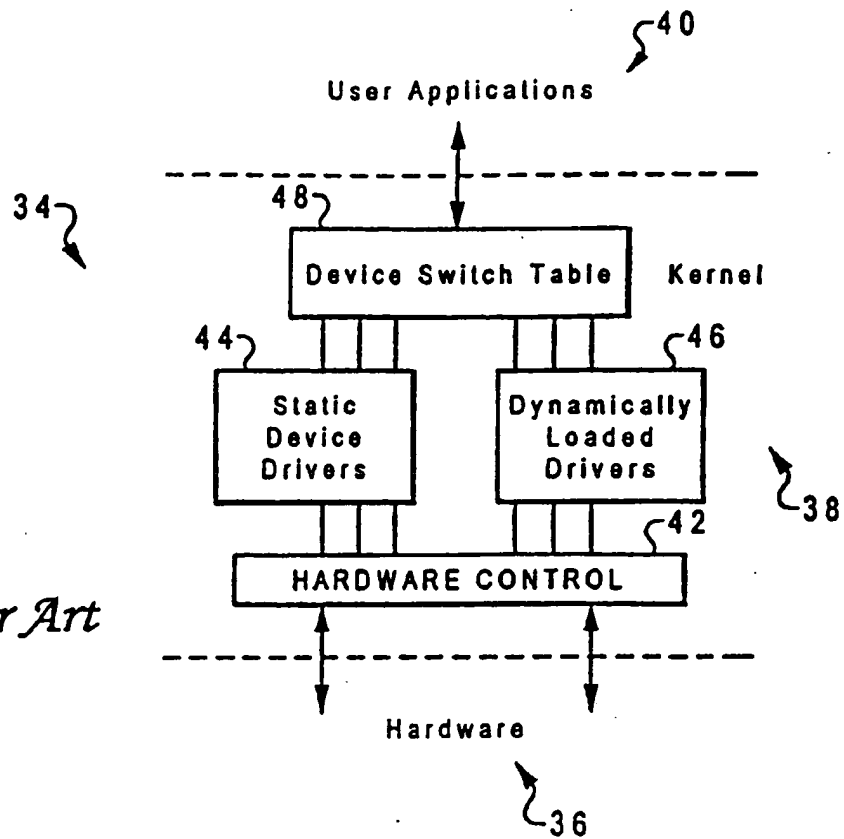 40
User Applications
34
48
Device Switch Table
Kernel
44
46
Static
Device
Drivers
Dynamically
Loaded
Drivers
38
42
HARDWARE CONTROL
Art
Hardware
36